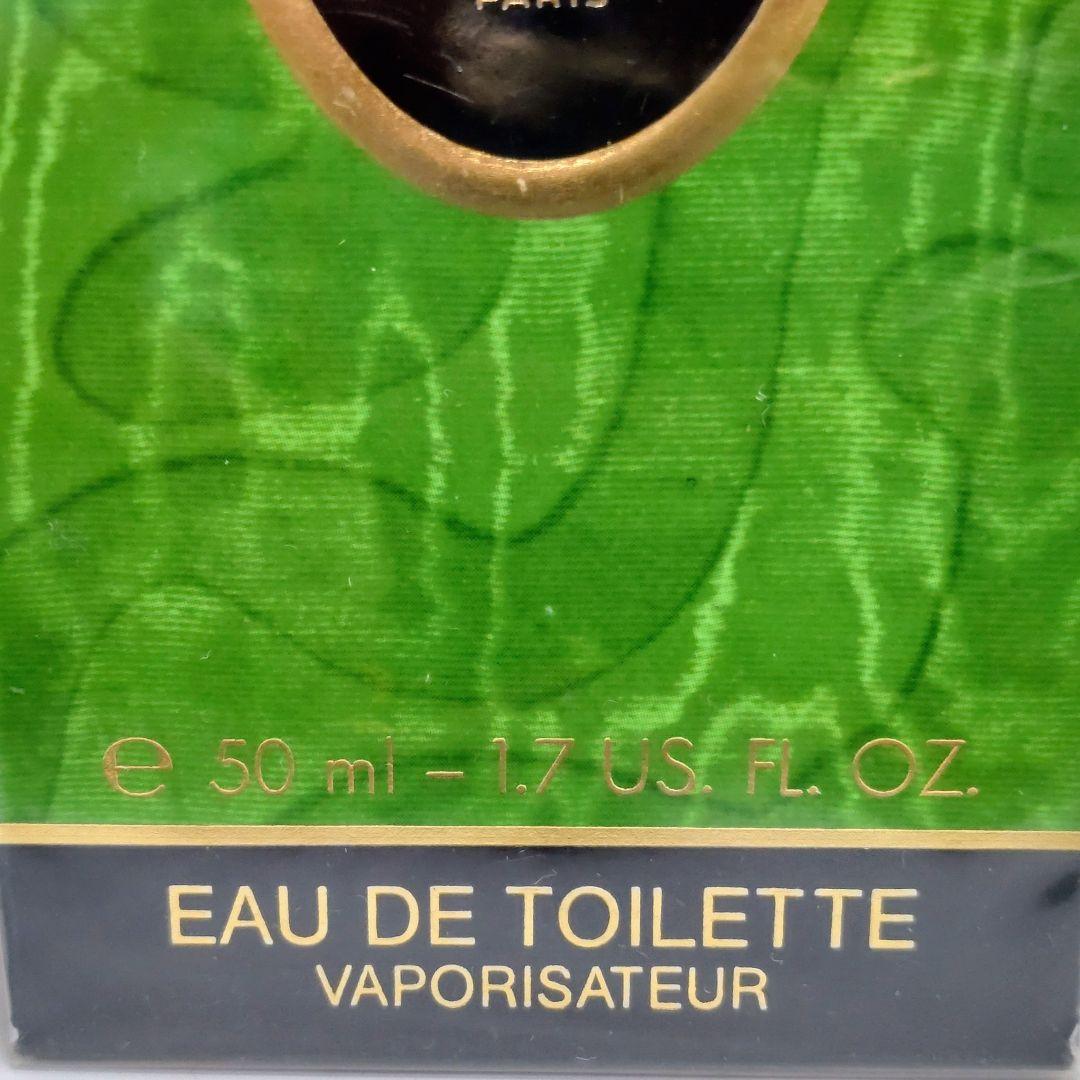 PARIS
℮ 50 ml – 1.7 US. FL. OZ.
EAU DE TOILETTE
VAPORISATEUR